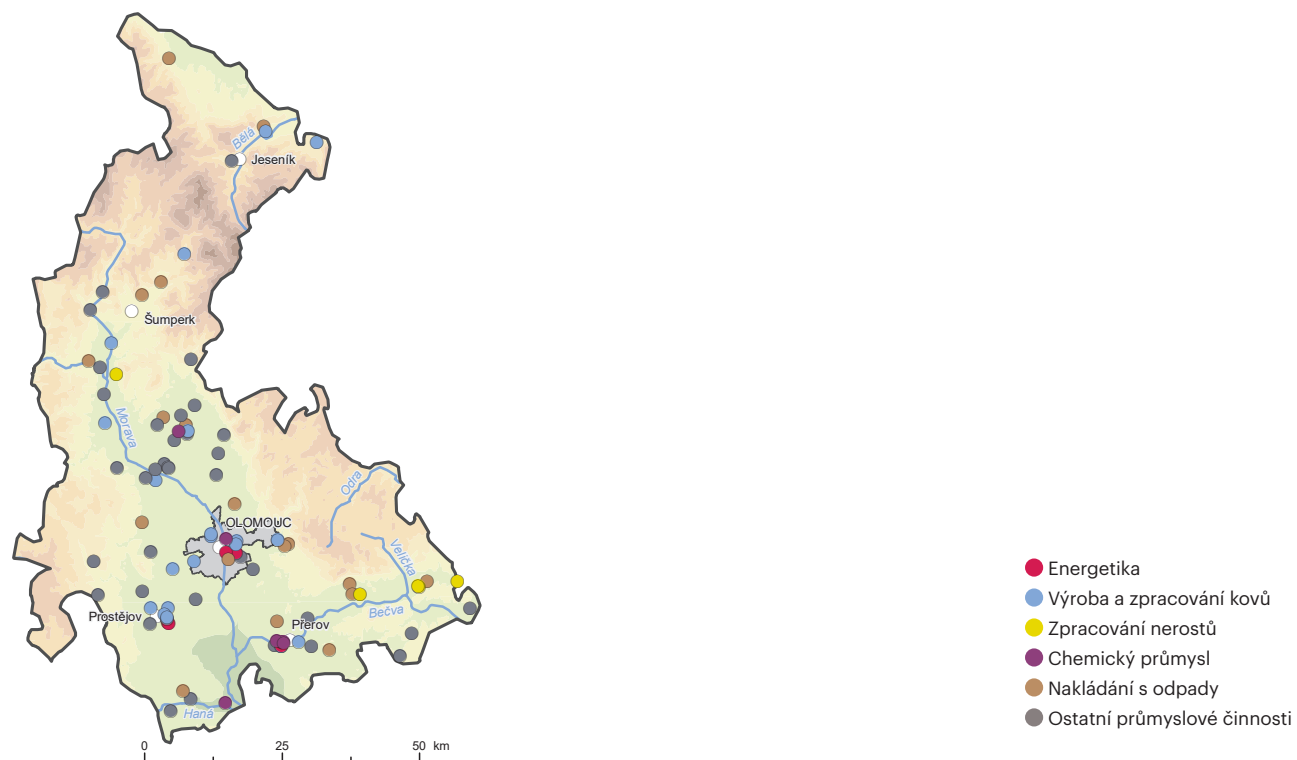 Bělá
Jeseník
Šumperk
Morava
Odra
OLOMOUC
Velička
Bečva
Prostějov
Přerov
Haná
0 25 50 km
Energetika
Výroba a zpracování kovů
Zpracování nerostů
Chemický průmysl
Nakládání s odpady
Ostatní průmyslové činnosti